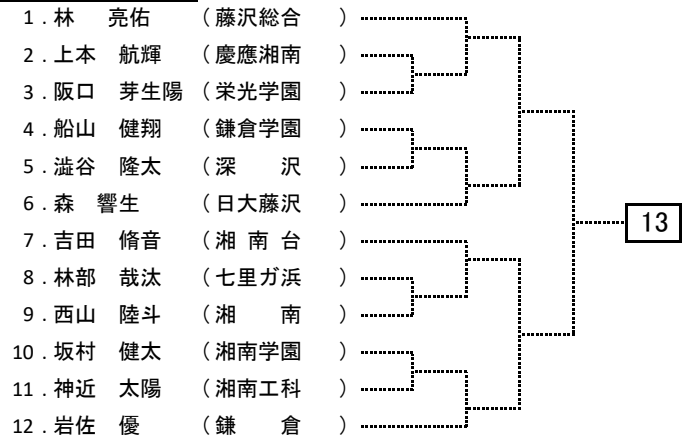 1 . 林　　亮佑　（ 藤沢総合　）
2 . 上本　航輝　（ 慶應湘南　）
3 . 阪口　芽生陽　（ 栄光学園　）
4 . 船山　健翔　（ 鎌倉学園　）
5 . 澁谷　隆太　（ 深　　沢　）
6 . 森　響生　（ 日大藤沢　）
7 . 吉田　脩音　（ 湘 南 台　）
8 . 林部　哉汰　（ 七里ガ浜　）
9 . 西山　陸斗　（ 湘　　南　）
10 . 坂村　健太　（ 湘南学園　）
11 . 神近　太陽　（ 湘南工科　）
12 . 岩佐　優　（ 鎌　　倉　）
13